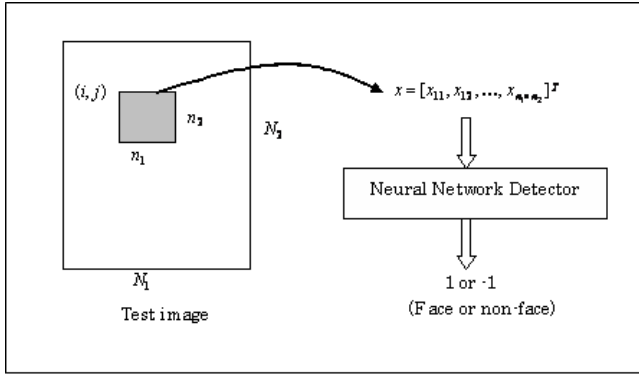 (i, j)
n₂
n₁
N₂
N₁
Test image
x = [x₁₁, x₁₂, ..., xₙ₁*ₙ₂]ᵀ
Neural Network Detector
1 or -1
(Face or non-face)